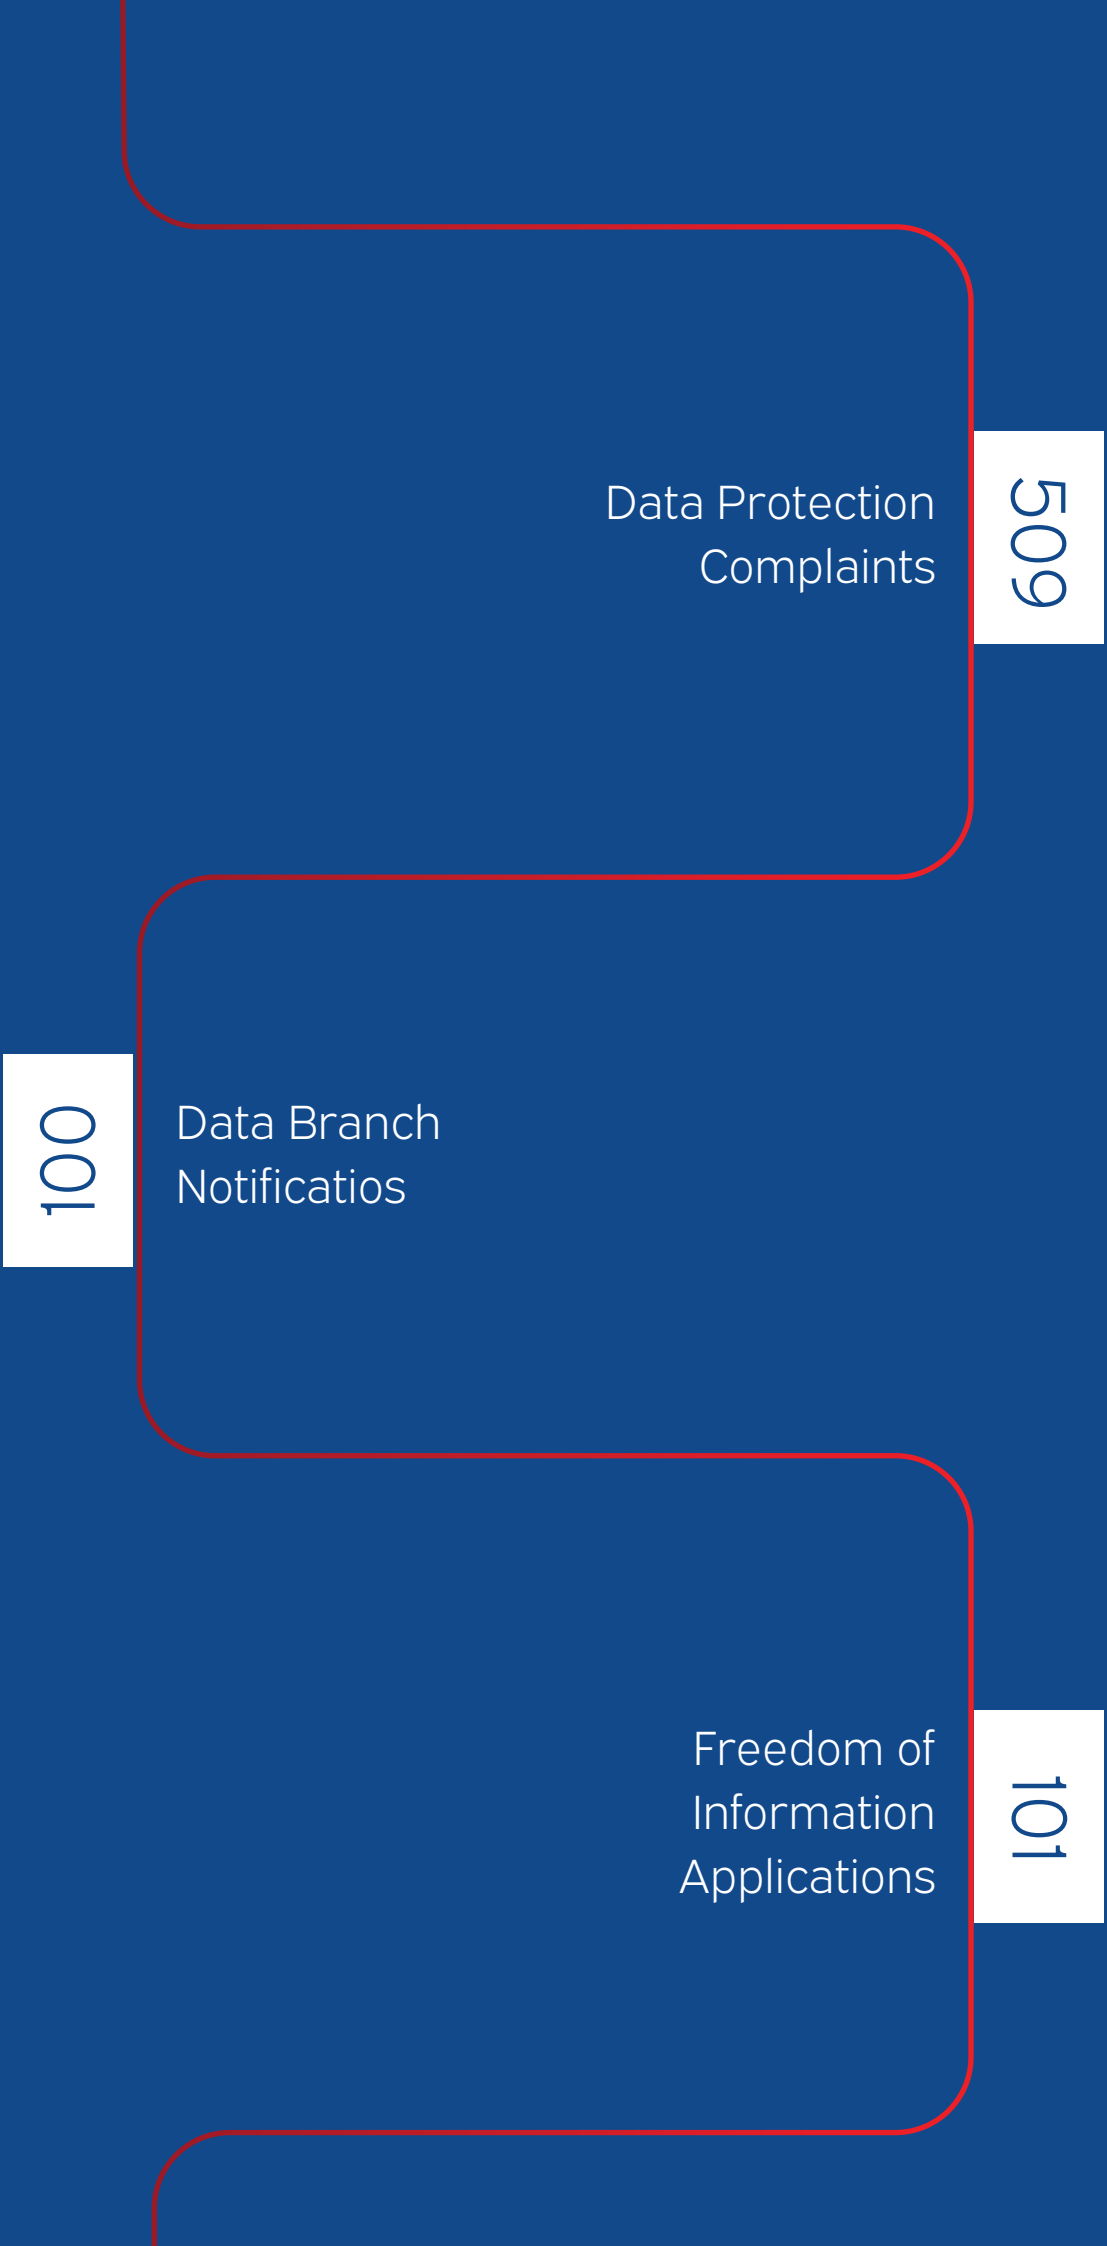 Data Protection
Complaints
509
100
Data Branch
Notificatios
Freedom of
Information
Applications
101